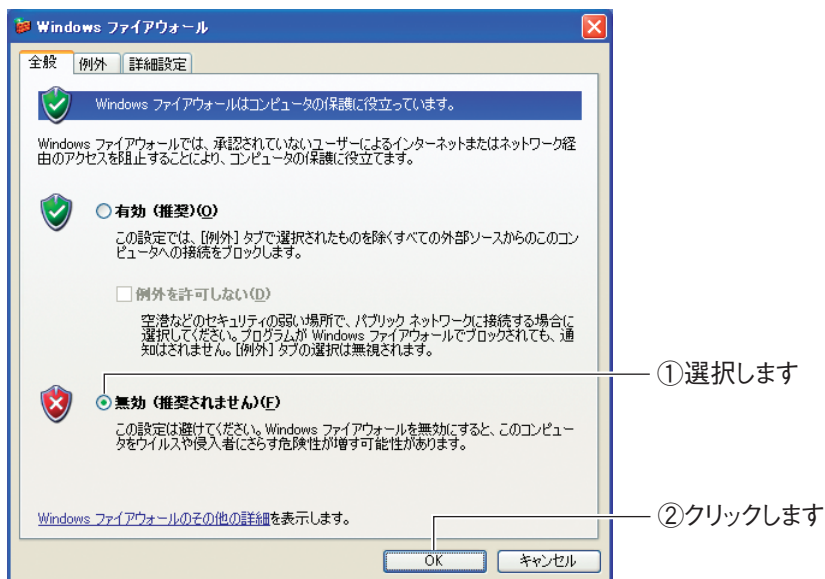 Windows ファイアウォール
全般 例外 詳細設定
Windows ファイアウォールはコンピュータの保護に役立っています。
Windows ファイアウォールでは、承認されていないユーザーによるインターネットまたはネットワーク経
由のアクセスを阻止することにより、コンピュータの保護に役立てます。
有効 (推奨)(O)
この設定では、[例外] タブで選択されたものを除くすべての外部ソースからのこのコン
ピュータへの接続をブロックします。
例外を許可しない(D)
空港などのセキュリティの弱い場所で、パブリック ネットワークに接続する場合に
選択してください。プログラムが Windows ファイアウォールでブロックされても、通
知はされません。[例外] タブの選択は無視されます。
①選択します
無効 (推奨されません)(F)
この設定は避けてください。Windows ファイアウォールを無効にすると、このコンピュー
タをウイルスや侵入者にさらす危険性が増す可能性があります。
Windows ファイアウォールのその他の詳細を表示します。
②クリックします
OK キャンセル